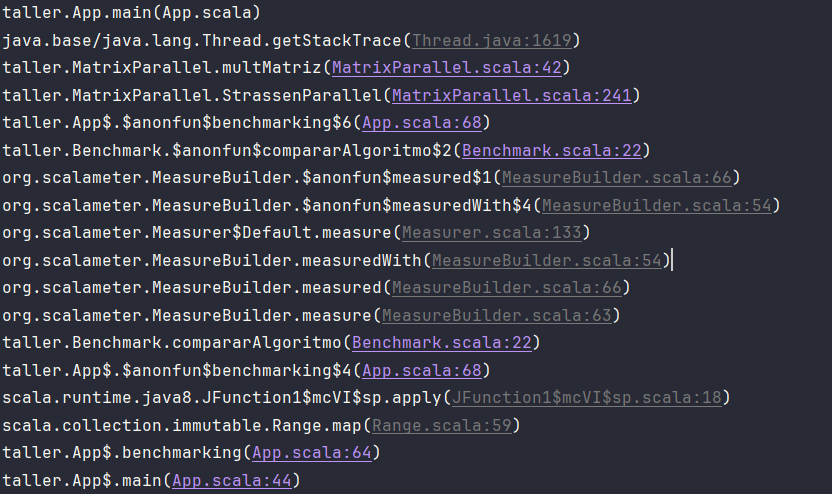 taller.App.main(App.scala)
java.base/java.lang.Thread.getStackTrace(Thread.java:1619)
taller.MatrixParallel.multMatriz(MatrixParallel.scala:42)
taller.MatrixParallel.StrassenParallel(MatrixParallel.scala:241)
taller.App$.$anonfun$benchmarking$6(App.scala:68)
taller.Benchmark.$anonfun$compararAlgoritmo$2(Benchmark.scala:22)
org.scalameter.MeasureBuilder.$anonfun$measured$1(MeasureBuilder.scala:66)
org.scalameter.MeasureBuilder.$anonfun$measuredWith$4(MeasureBuilder.scala:54)
org.scalameter.Measurer$Default.measure(Measurer.scala:133)
org.scalameter.MeasureBuilder.measuredWith(MeasureBuilder.scala:54)
org.scalameter.MeasureBuilder.measured(MeasureBuilder.scala:66)
org.scalameter.MeasureBuilder.measure(MeasureBuilder.scala:63)
taller.Benchmark.compararAlgoritmo(Benchmark.scala:22)
taller.App$.$anonfun$benchmarking$4(App.scala:68)
scala.runtime.java8.JFunction1$mcVI$sp.apply(JFunction1$mcVI$sp.scala:18)
scala.collection.immutable.Range.map(Range.scala:59)
taller.App$.benchmarking(App.scala:64)
taller.App$.main(App.scala:44)